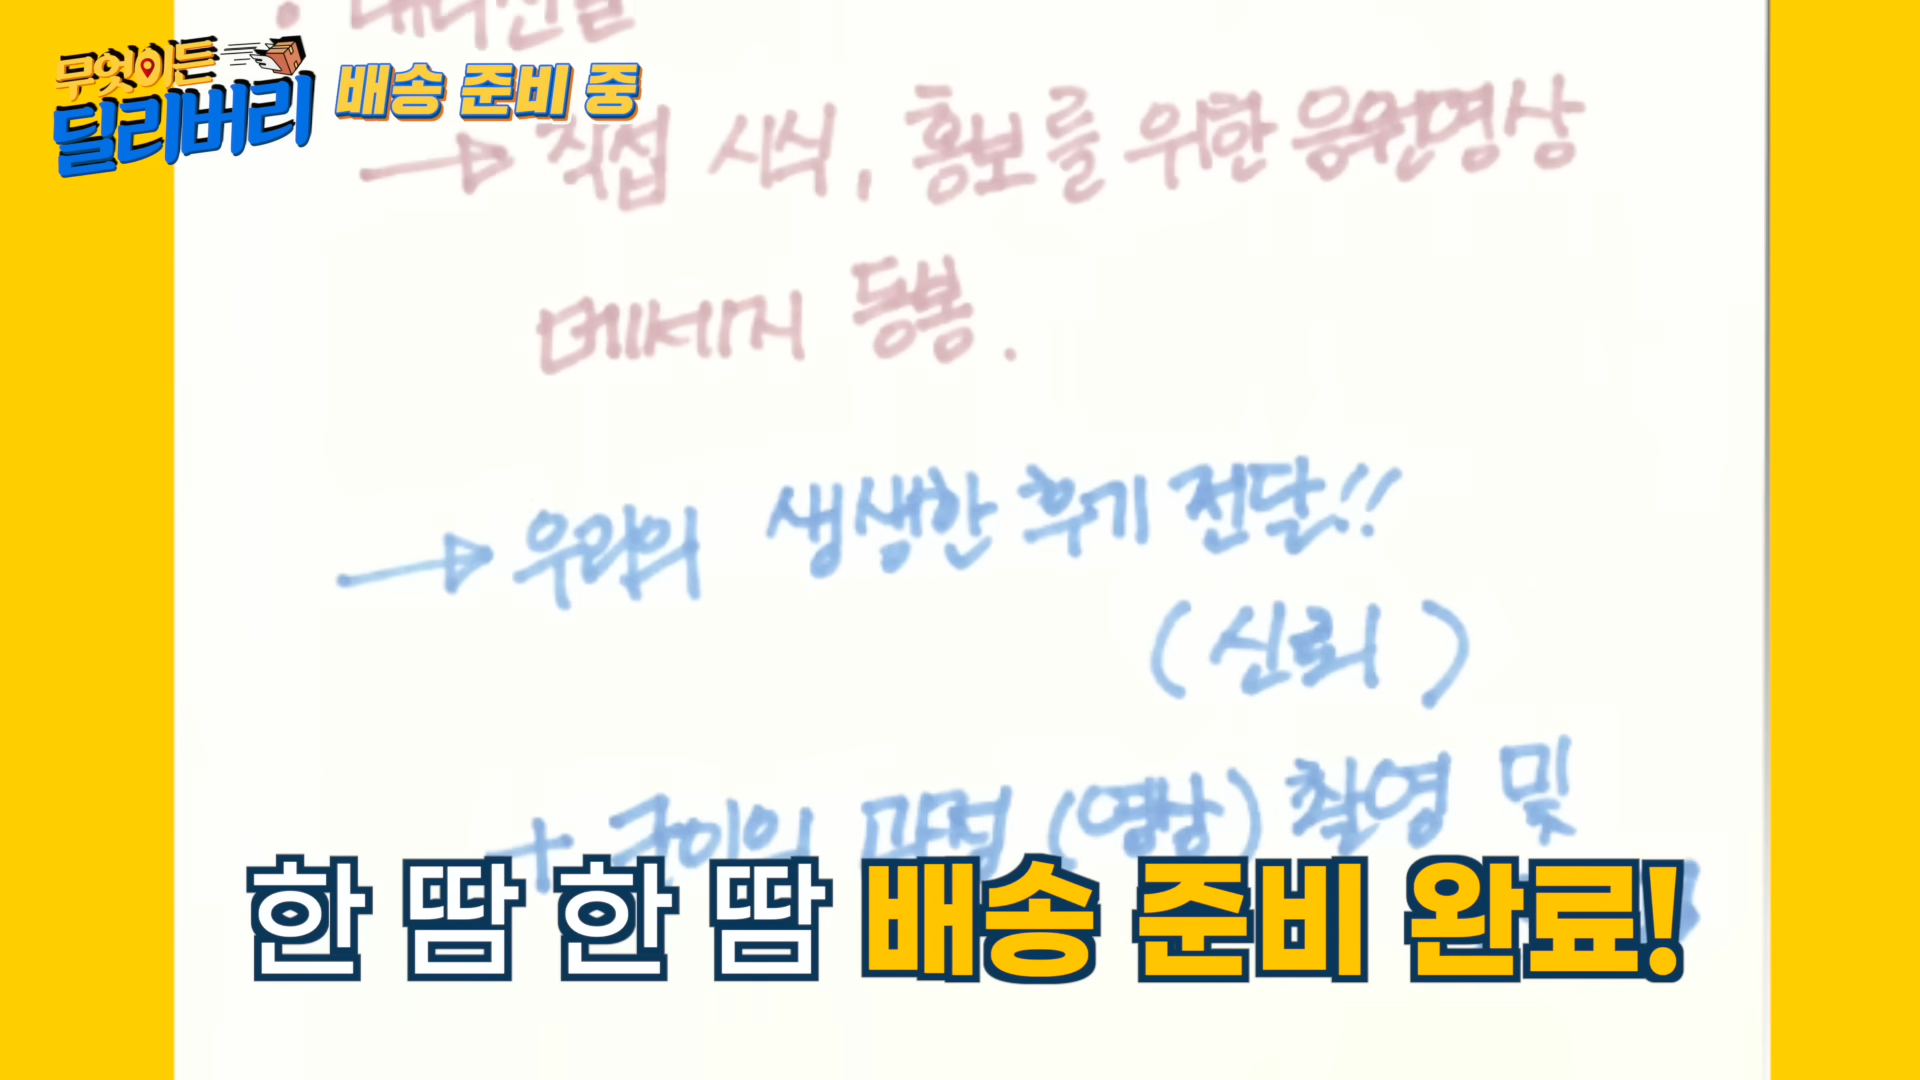 무엇이든
딜리버리
배송 준비 중
→ 직접 시식, 홍보를 위한 응원영상
메세지 동봉.
→ 우리의 생생한 후기 전달!!
(신뢰)
+ 굽이의 과정 (영상) 촬영 및
한 땀 한 땀 배송 준비 완료!